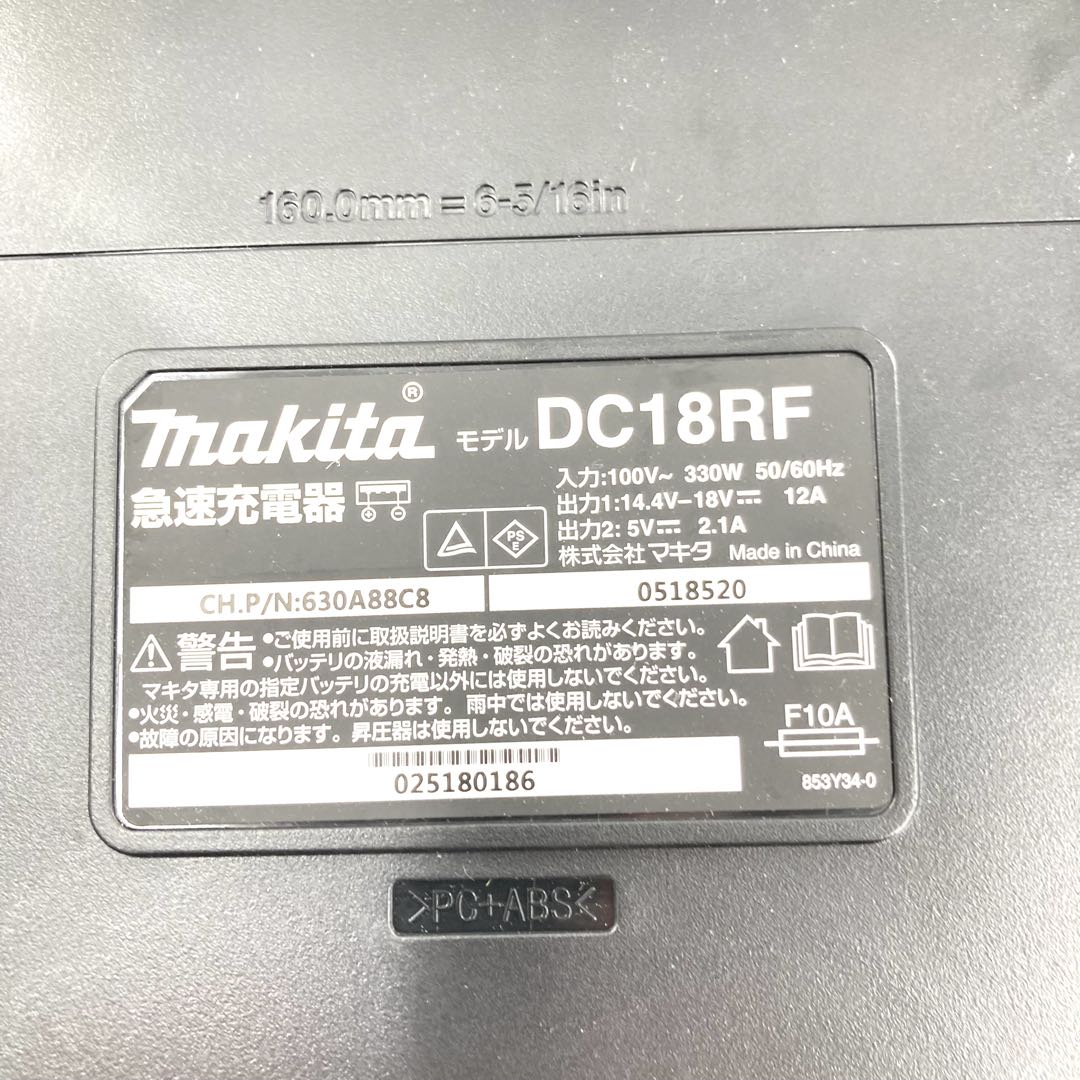 160.0mm = 6-5/16in
makita® モデル DC18RF
急速充電器
入力:100V~ 330W 50/60Hz
出力1:14.4V-18V⎓ 12A
出力2: 5V⎓ 2.1A
PS
E
株式会社 マキタ Made in China
CH.P/N:630A88C8
0518520
警告 •ご使用前に取扱説明書を必ずよくお読みください。
•バッテリの液漏れ・発熱・破裂の恐れがあります。
マキタ専用の指定バッテリの充電以外には使用しないでください。
•火災・感電・破裂の恐れがあります。雨中では使用しないでください。
•故障の原因になります。昇圧器は使用しないでください。
F10A
025180186
853Y34-0
>PC+ABS<